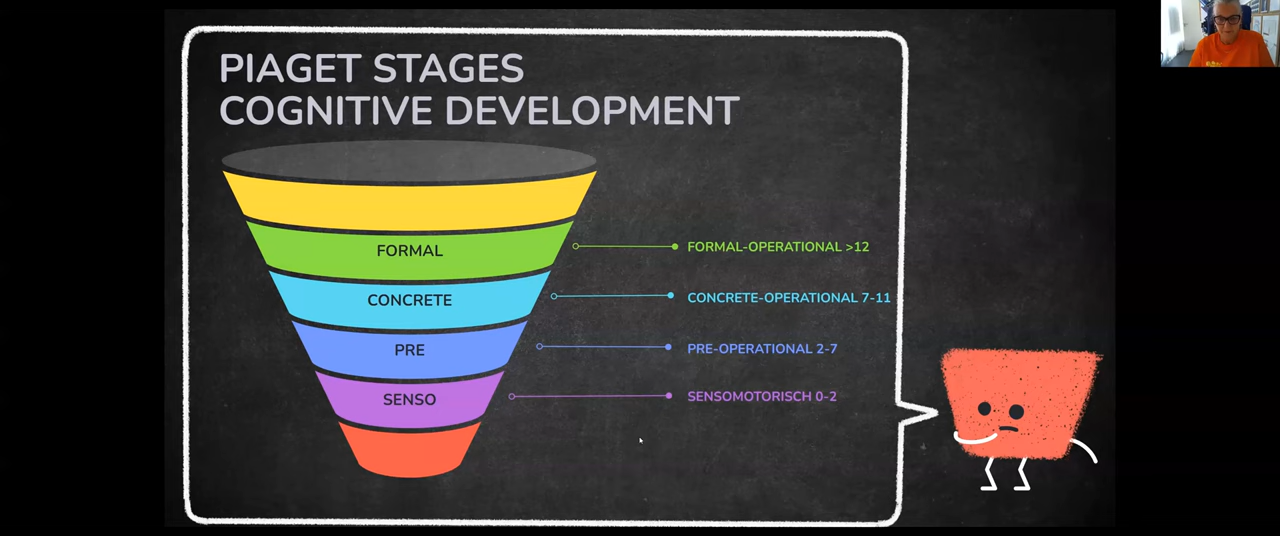 PIAGET STAGES
COGNITIVE DEVELOPMENT
FORMAL
FORMAL-OPERATIONAL >12
CONCRETE
CONCRETE-OPERATIONAL 7-11
PRE
PRE-OPERATIONAL 2-7
SENSO
SENSOMOTORISCH 0-2